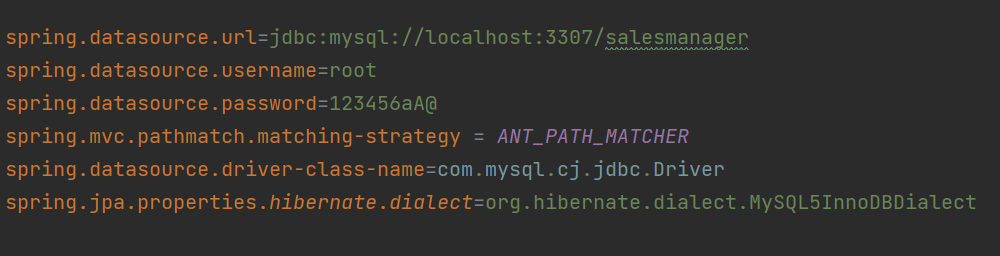 spring.datasource.url=jdbc:mysql://localhost:3307/salesmanager
spring.datasource.username=root
spring.datasource.password=123456aA@
spring.mvc.pathmatch.matching-strategy = ANT_PATH_MATCHER
spring.datasource.driver-class-name=com.mysql.cj.jdbc.Driver
spring.jpa.properties.hibernate.dialect=org.hibernate.dialect.MySQL5InnoDBDialect